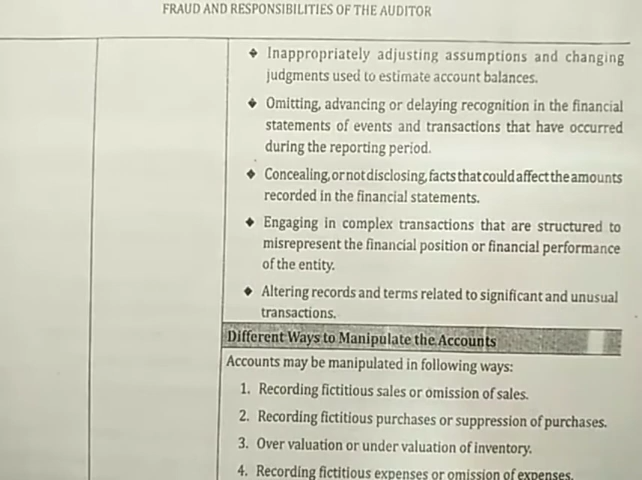 FRAUD AND RESPONSIBILITIES OF THE AUDITOR
◆ Inappropriately adjusting assumptions and changing
judgments used to estimate account balances.
◆ Omitting, advancing or delaying recognition in the financial
statements of events and transactions that have occurred
during the reporting period.
◆ Concealing, or not disclosing, facts that could affect the amounts
recorded in the financial statements.
◆ Engaging in complex transactions that are structured to
misrepresent the financial position or financial performance
of the entity.
◆ Altering records and terms related to significant and unusual
transactions.
Different Ways to Manipulate the Accounts
Accounts may be manipulated in following ways:
1. Recording fictitious sales or omission of sales.
2. Recording fictitious purchases or suppression of purchases.
3. Over valuation or under valuation of inventory.
4. Recording fictitious expenses or omission of expenses.